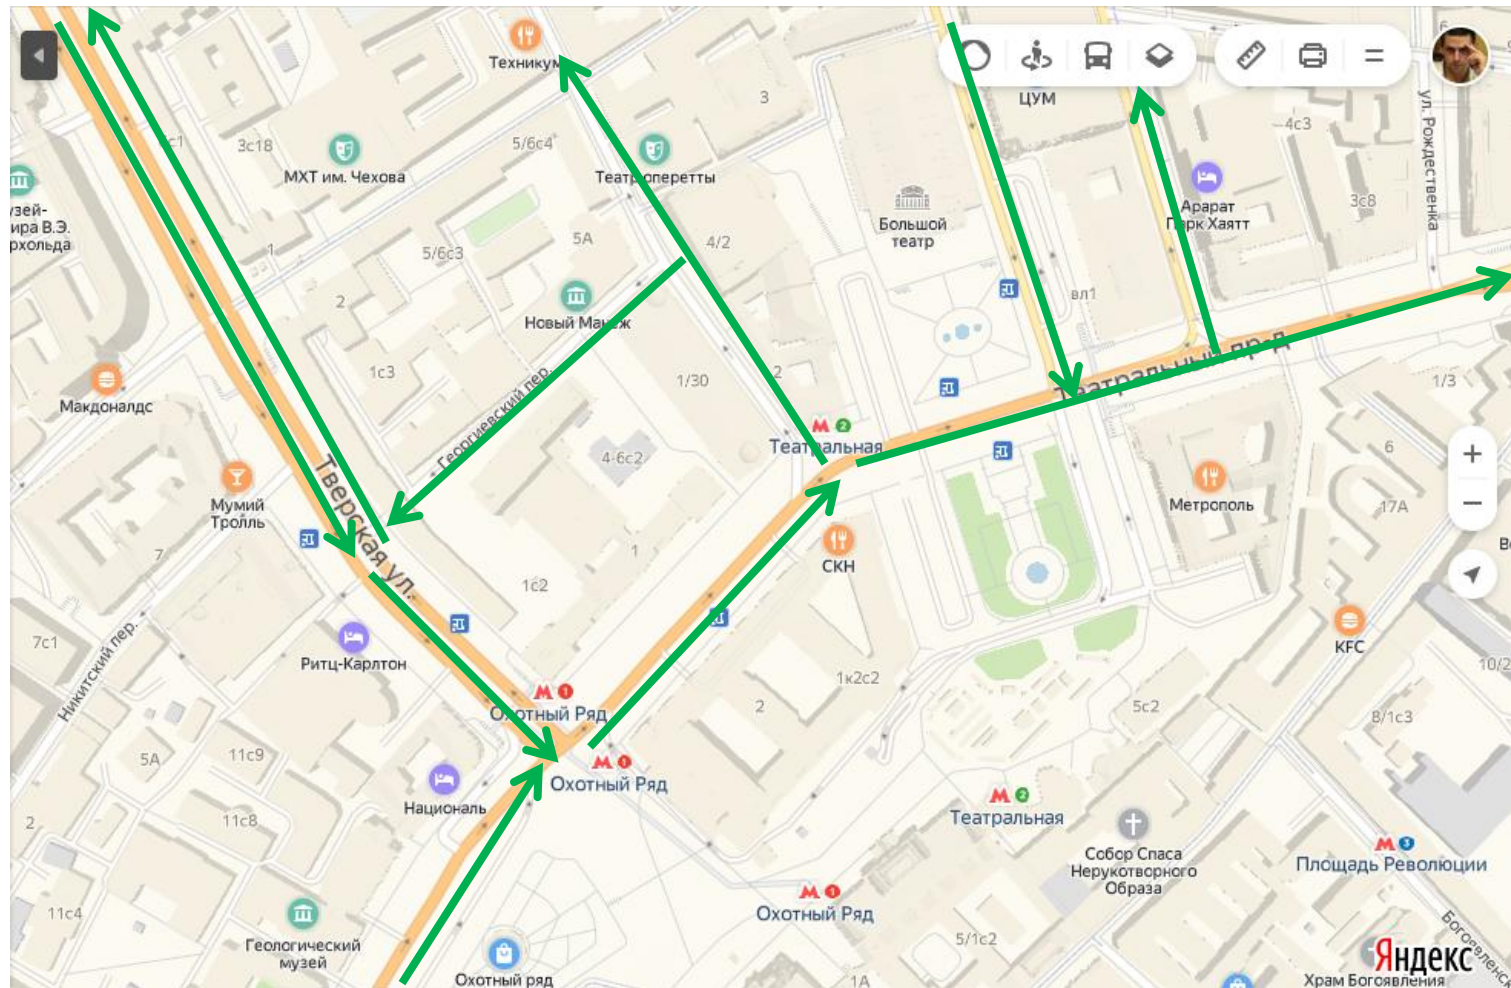 6
Техникум
ЦУМ
3
ул. Рождественка
4с3
3с18
5/6с4
МХТ им. Чехова
Театр оперетты
Арарат
Парк Хаятт
3с8
Большой
театр
5А
4/2
5/6с3
1
2
вл1
Новый Манеж
Театральный пр-д
1с3
1/30
2
1/3
Макдоналдс
Георгиевский пер.
Театральная
4-6с2
6
Тверская ул.
Мумий
Тролль
Метрополь
17А
7
1
СКН
1с2
7с1
Никитский пер.
Ритц-Карлтон
KFC
10/2
1к2с2
Охотный Ряд
2
5с2
8/1с3
5А
11с9
Охотный Ряд
Националь
11с8
2
Театральная
Собор Спаса
Нерукотворного
Образа
Площадь Революции
11с4
Охотный Ряд
Геологический
музей
5/1с2
Охотный ряд
1А
Храм Богоявления
Яндекс